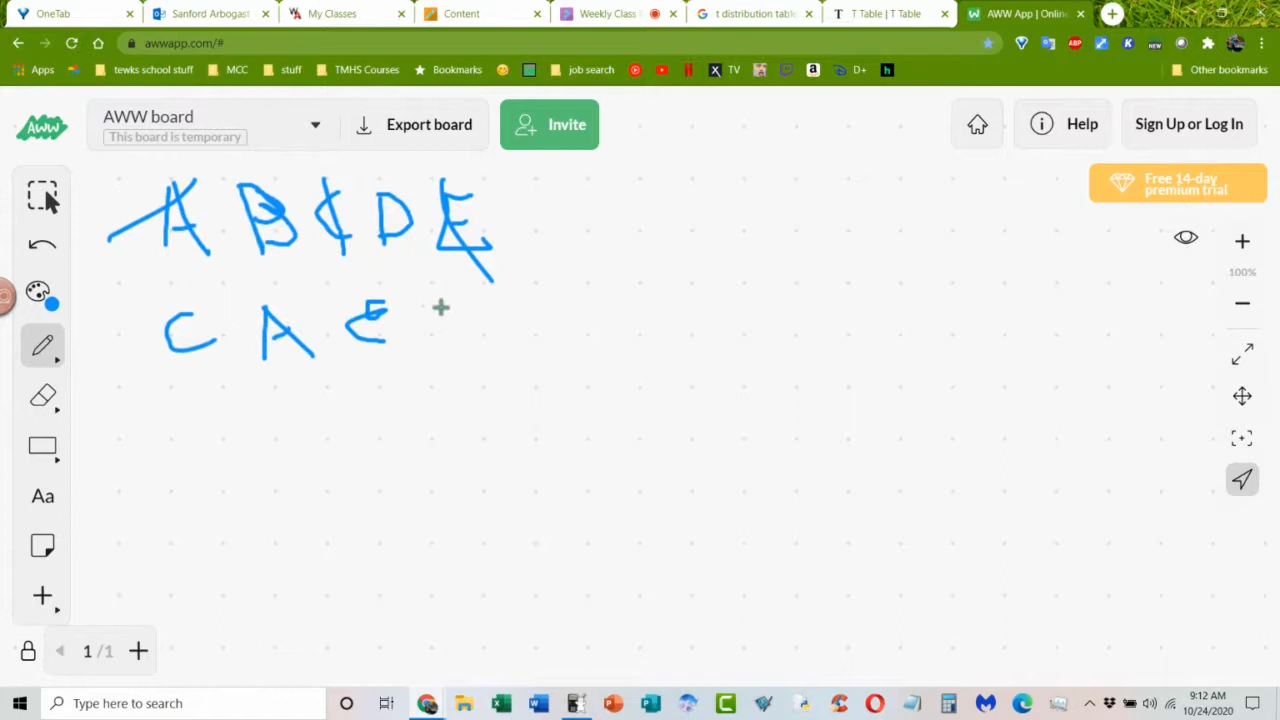 OneTab
Sanford Arbogast
My Classes
Content
Weekly Class
t distribution table
T Table | T Table
AWW App | Online
awwapp.com/#
Apps
tewks school stuff
MCC
stuff
TMHS Courses
Bookmarks
job search
TV
D+
Other bookmarks
AWW
AWW board
This board is temporary
Export board
Invite
Help
Sign Up or Log In
Free 14-day
premium trial
A B C D E
C A E
100%
Aa
1 / 1
Type here to search
9:12 AM
10/24/2020